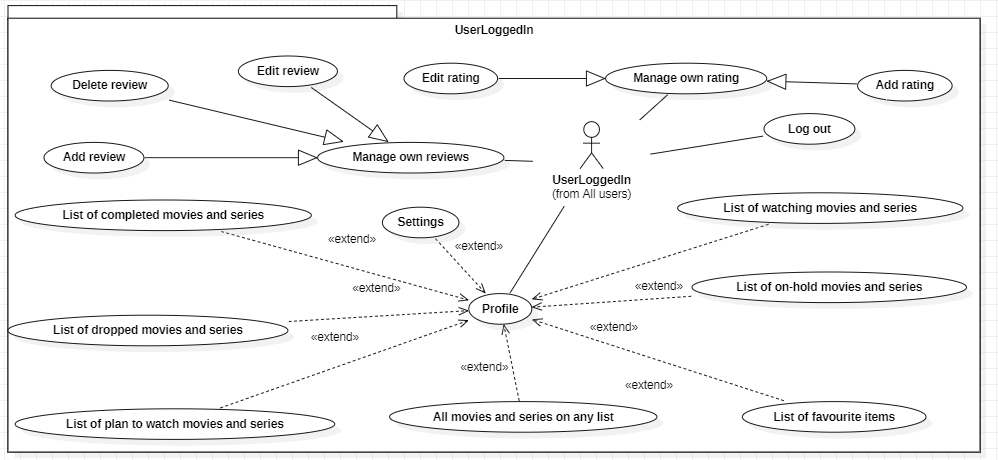 UserLoggedIn
Edit review
Edit rating
Manage own rating
Delete review
Add rating
Log out
Add review
Manage own reviews
UserLoggedIn
(from All users)
List of completed movies and series
Settings
List of watching movies and series
«extend»
«extend»
«extend»
«extend»
List of on-hold movies and series
Profile
List of dropped movies and series
«extend»
«extend»
«extend»
«extend»
List of plan to watch movies and series
All movies and series on any list
List of favourite items